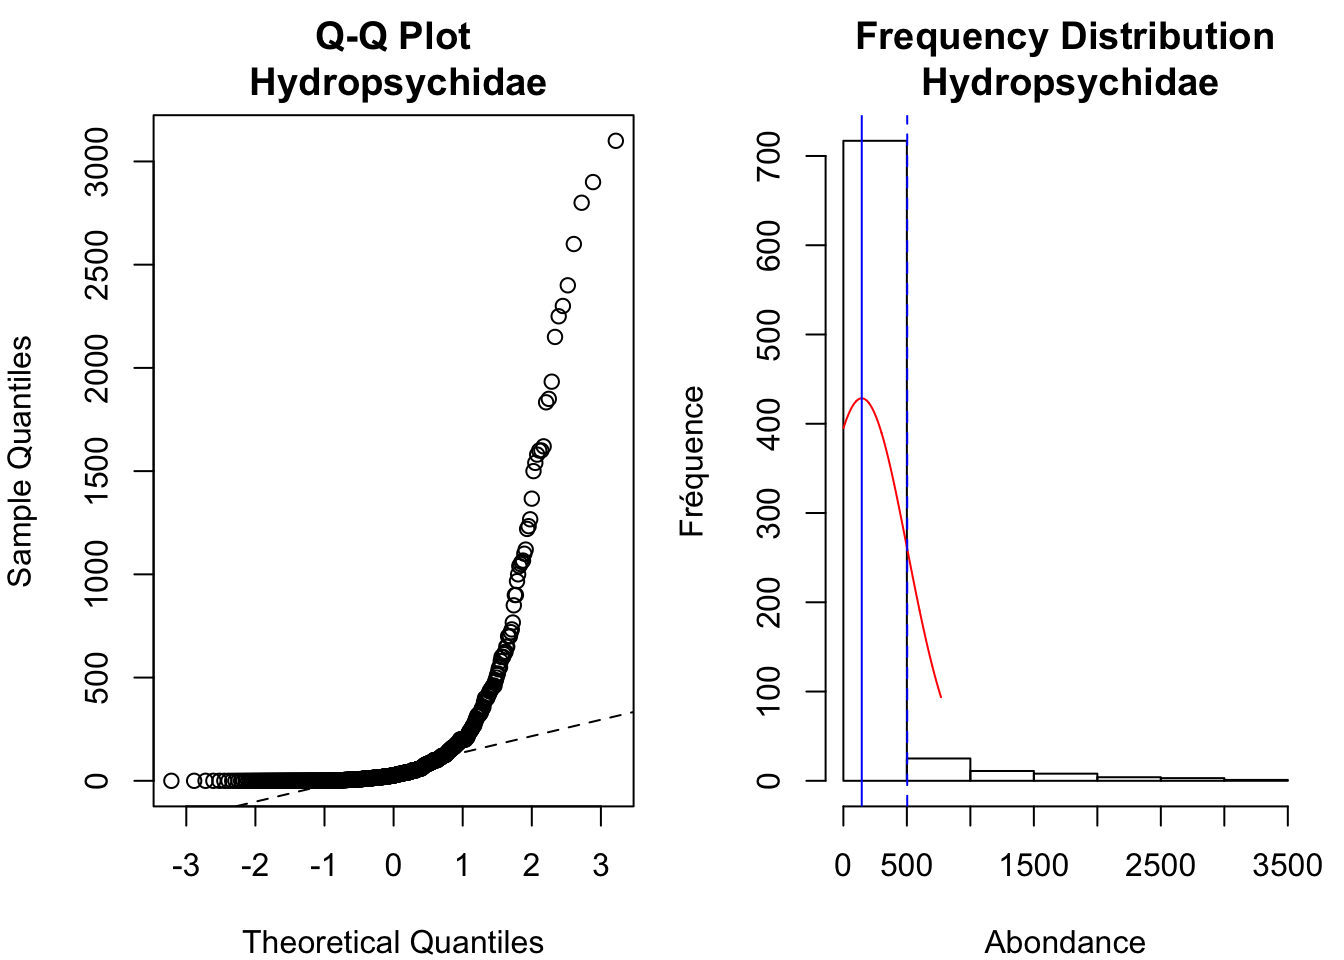 Q-Q Plot
Hydropsychidae
Sample Quantiles
3000
2500
2000
1500
1000
500
0
-3 -2 -1 0 1 2 3
Theoretical Quantiles
Frequency Distribution
Hydropsychidae
Fréquence
700
600
500
400
300
200
100
0
0 500 1500 2500 3500
Abondance